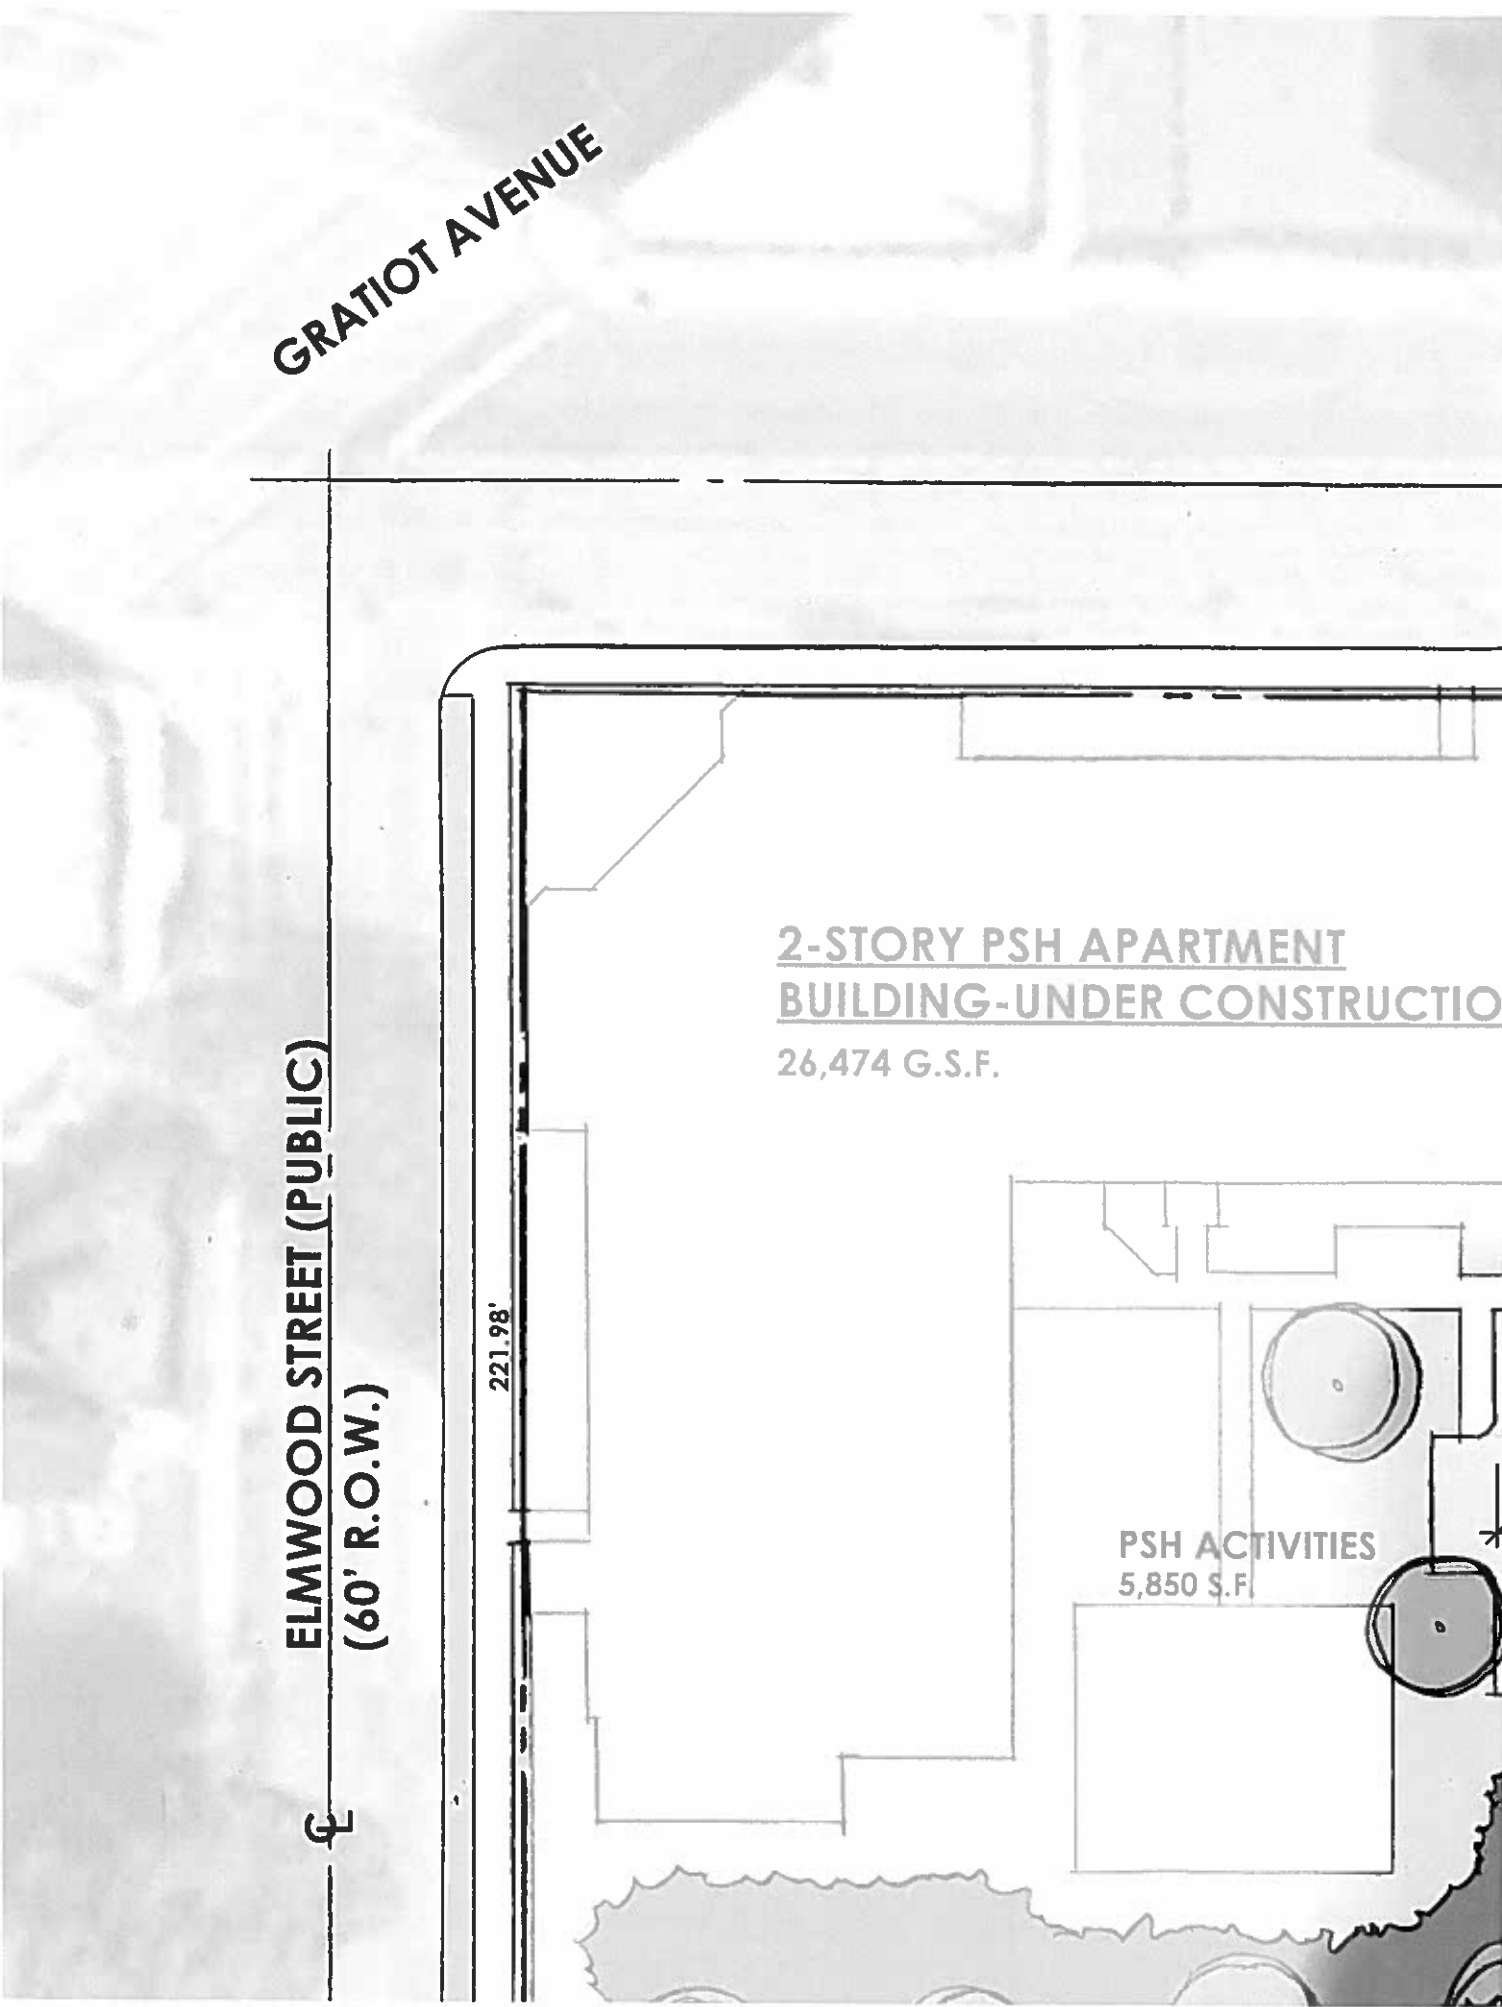 GRATIOT AVENUE
2-STORY PSH APARTMENT
BUILDING-UNDER CONSTRUCTIO
26,474 G.S.F.
ELMWOOD STREET (PUBLIC)
(60' R.O.W.)
221.98'
PSH ACTIVITIES
5,850 S.F.
℄